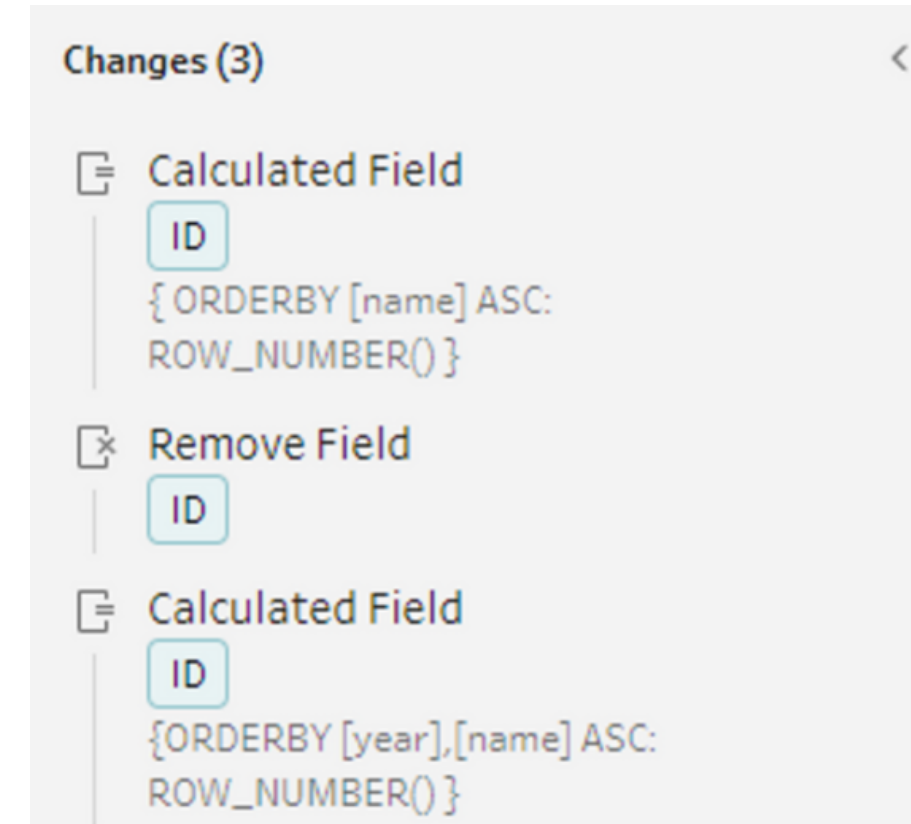 Changes (3)
Calculated Field
ID
{ ORDERBY [name] ASC:
ROW_NUMBER() }
Remove Field
ID
Calculated Field
ID
{ORDERBY [year],[name] ASC:
ROW_NUMBER() }